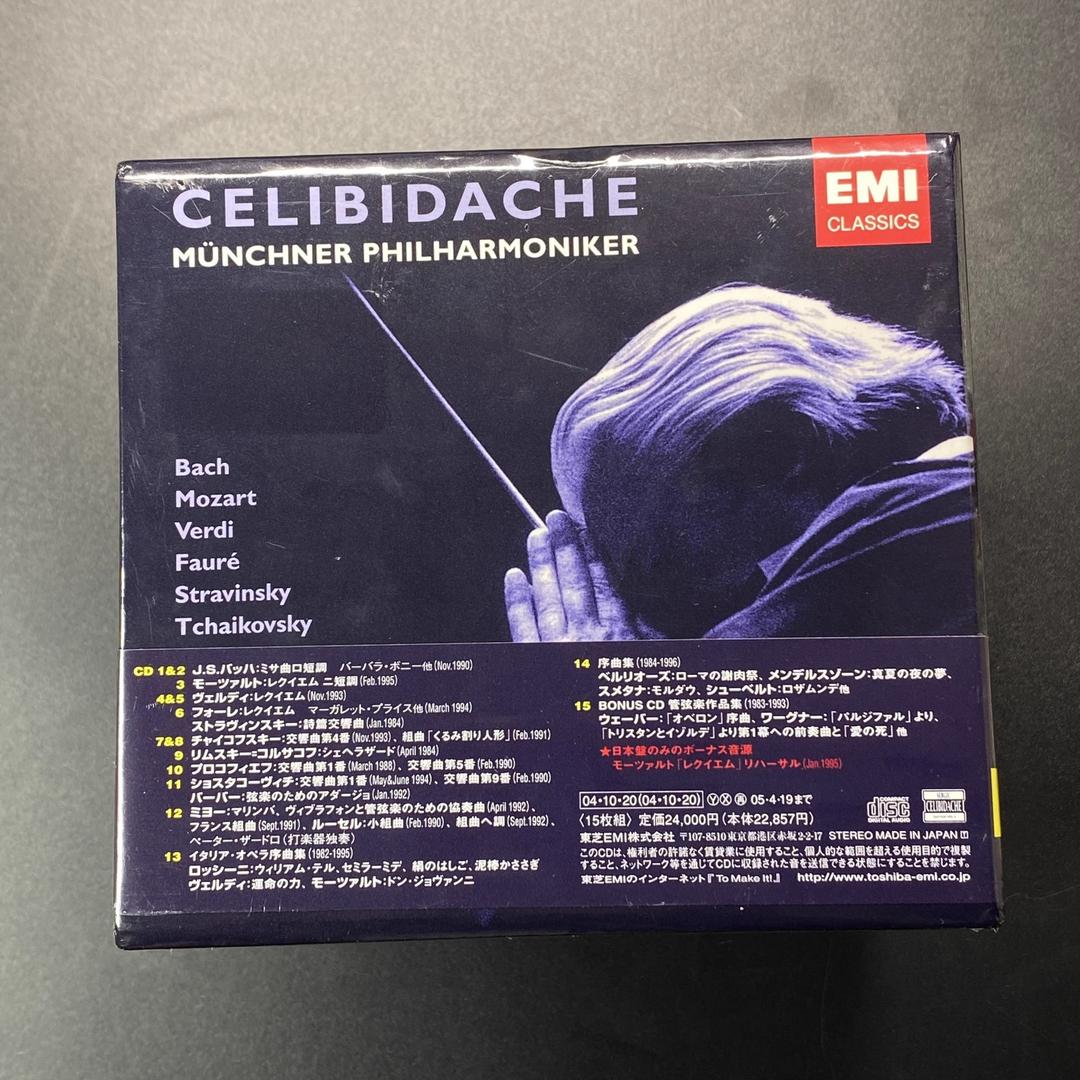 CELIBIDACHE
MÜNCHNER PHILHARMONIKER
EMI
CLASSICS
Bach
Mozart
Verdi
Fauré
Stravinsky
Tchaikovsky
CD 1&2 J.S.バッハ:ミサ曲ロ短調 バーバラ・ボニー他(Nov.1990)
3 モーツァルト:レクイエム ニ短調(Feb.1995)
4&5 ヴェルディ:レクイエム(Nov.1993)
6 フォーレ:レクイエム マーガレット・プライス他(March 1994)
ストラヴィンスキー:詩篇交響曲(Jan.1984)
7&8 チャイコフスキー:交響曲第4番(Nov.1993)、組曲「くるみ割り人形」(Feb.1991)
9 リムスキー=コルサコフ:シェヘラザード(April 1984)
10 プロコフィエフ:交響曲第1番(March 1988)、交響曲第5番(Feb.1990)
11 ショスタコーヴィチ:交響曲第1番(May&June 1994)、交響曲第9番(Feb.1990)
バーバー:弦楽のためのアダージョ(Jan.1992)
12 ミヨー:マリンバ、ヴィブラフォンと管弦楽のための協奏曲(April 1992)、
フランス組曲(Sept.1991)、ルーセル:小組曲(Feb.1990)、組曲ヘ調(Sept.1992)、
ペーター・ザードロ(打楽器独奏)
13 イタリア・オペラ序曲集(1982-1995)
ロッシーニ:ウィリアム・テル、セミラーミデ、絹のはしご、泥棒かささぎ
ヴェルディ:運命の力、モーツァルト:ドン・ジョヴァンニ
14 序曲集(1984-1996)
ベルリオーズ:ローマの謝肉祭、メンデルスゾーン:真夏の夜の夢、
スメタナ:モルダウ、シューベルト:ロザムンデ他
15 BONUS CD 管弦楽作品集(1983-1993)
ウェーバー:「オベロン」序曲、ワーグナー:「パルジファル」より、
「トリスタンとイゾルデ」より第1幕への前奏曲と「愛の死」他
★日本盤のみのボーナス音源
モーツァルト「レクイエム」リハーサル(Jan.1995)
04・10・20(04・10・20) Ⓨ Ⓧ 再 05・4・19まで
〈15枚組〉 定価24,000円(本体22,857円)
東芝EMI株式会社 〒107-8510 東京都港区赤坂2-2-17 STEREO MADE IN JAPAN
このCDは、権利者の許諾なく賃貸業に使用すること、個人的な範囲を超える使用目的で複製
すること、ネットワーク等を通じてCDに収録された音を送信できる状態にすることを禁じます。
東芝EMIのインターネット『To Make It!』 http://www.toshiba-emi.co.jp
COMPACT
disc
DIGITAL AUDIO
CELIBIDACHE